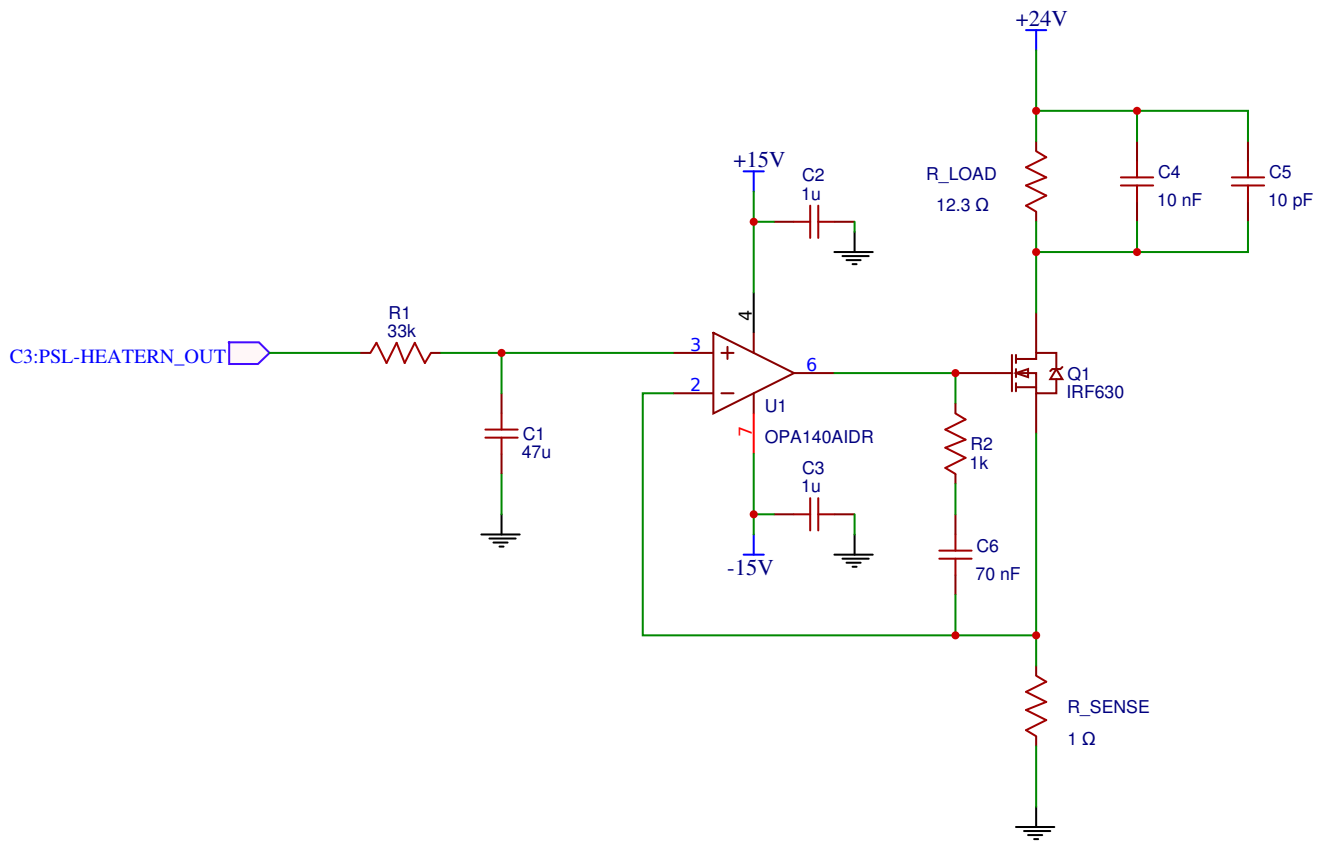 +24V
+15V
C2
1u
R_LOAD
12.3 Ω
C4
10 nF
C5
10 pF
R1
33k
C3:PSL-HEATERN_OUT
4
3
2
6
7
U1
OPA140AIDR
Q1
IRF630
C1
47u
R2
1k
C3
1u
-15V
C6
70 nF
R_SENSE
1 Ω